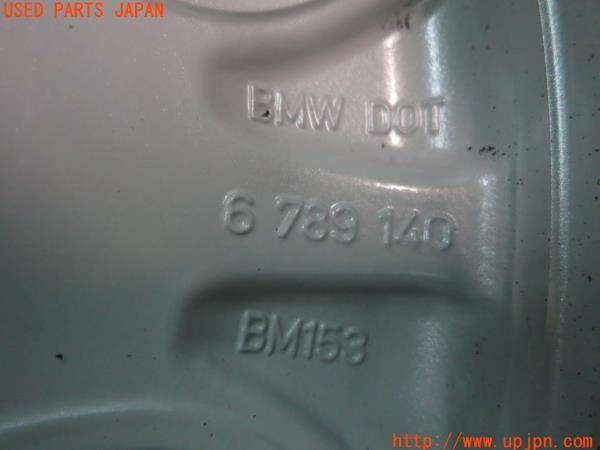 USED PARTS JAPAN
BMW DOT
6 789 140
BM153
http://www.upjpn.com/